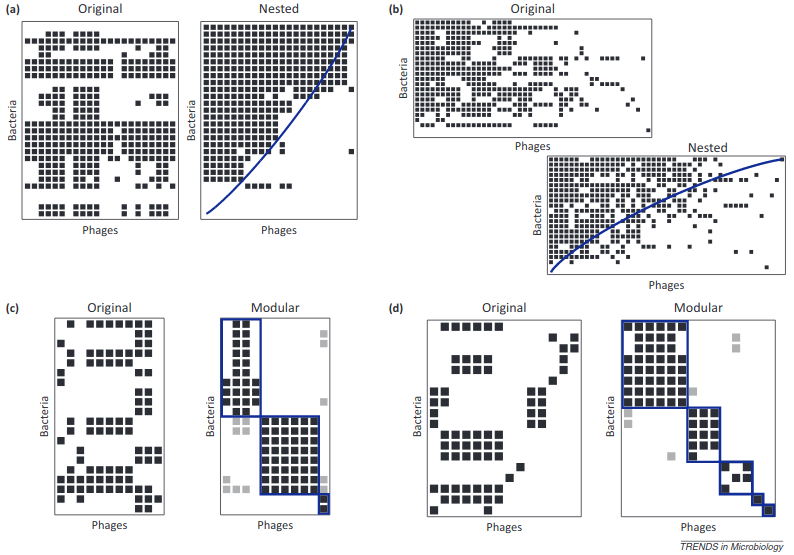 (a)
Original
Nested
Bacteria
Bacteria
Phages
Phages
(b)
Original
Bacteria
Phages
Nested
Bacteria
Phages
(c)
Original
Modular
Bacteria
Bacteria
Phages
Phages
(d)
Original
Modular
Bacteria
Bacteria
Phages
Phages
TRENDS in Microbiology